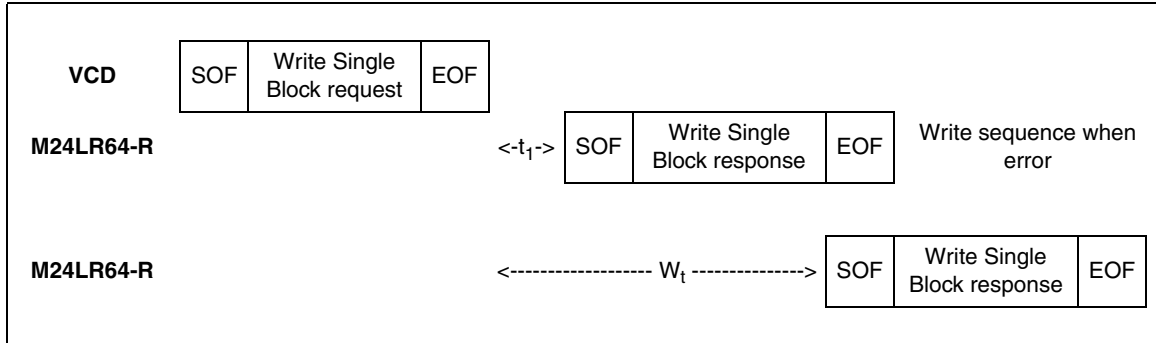 VCD SOF Write Single Block request EOF
M24LR64-R <-t1-> SOF Write Single Block response EOF Write sequence when error
M24LR64-R <------------------- Wt ---------------> SOF Write Single Block response EOF